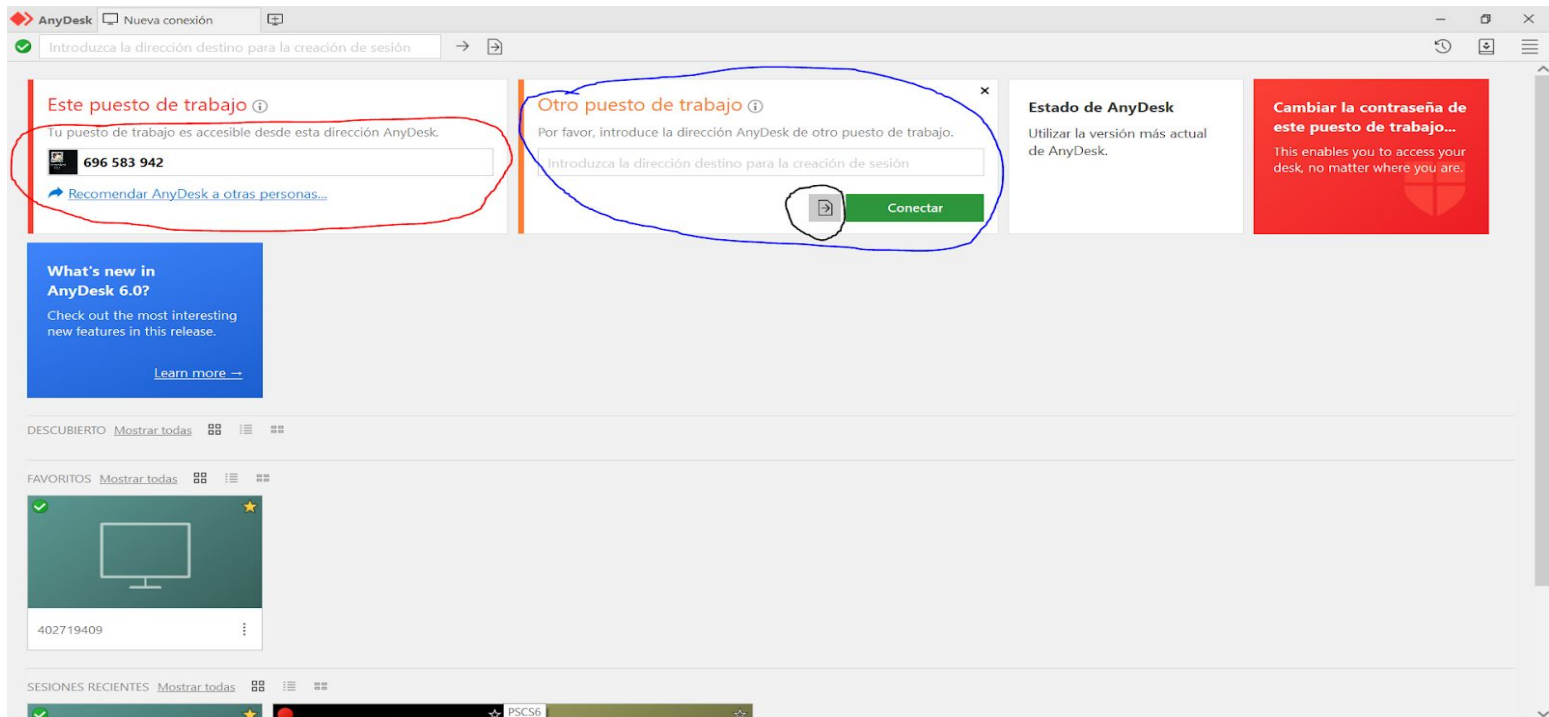 AnyDesk Nueva conexión
Introduzca la dirección destino para la creación de sesión
Este puesto de trabajo
Tu puesto de trabajo es accesible desde esta dirección AnyDesk.
696 583 942
Recomendar AnyDesk a otras personas...
Otro puesto de trabajo
Por favor, introduce la dirección AnyDesk de otro puesto de trabajo.
Introduzca la dirección destino para la creación de sesión
Conectar
Estado de AnyDesk
Utilizar la versión más actual
de AnyDesk.
Cambiar la contraseña de
este puesto de trabajo...
This enables you to access your
desk, no matter where you are.
What's new in
AnyDesk 6.0?
Check out the most interesting
new features in this release.
Learn more →
DESCUBIERTO Mostrar todas
FAVORITOS Mostrar todas
402719409
SESIONES RECIENTES Mostrar todas
PSCS6